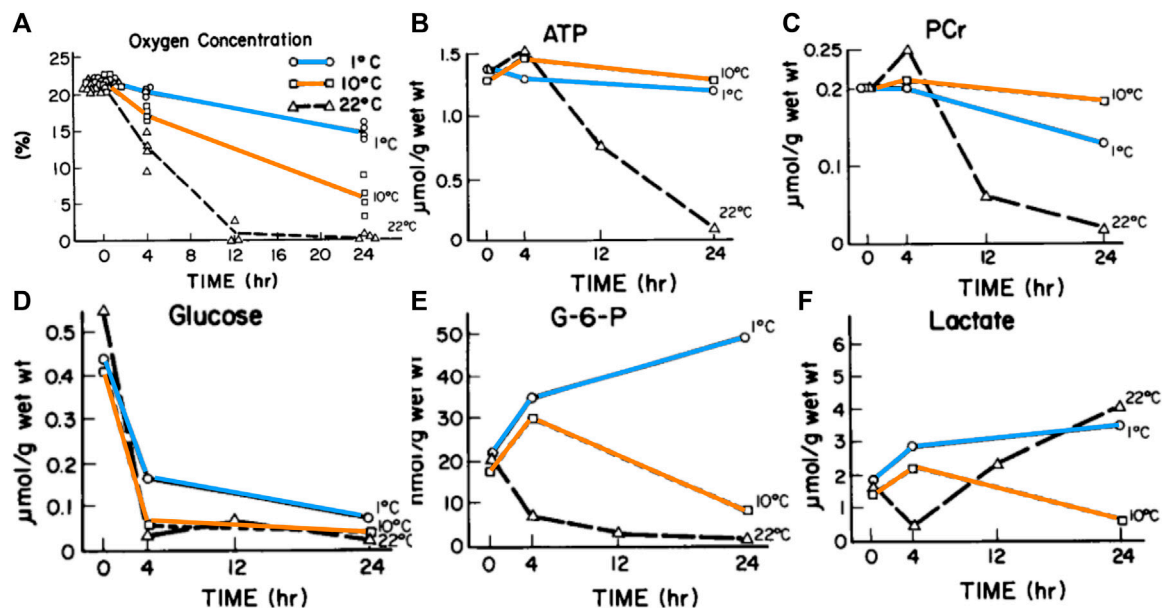 A
Oxygen Concentration
1°C
10°C
22°C
25
20
15
10
5
0
(%)
1°C
10°C
22°C
0 4 8 12 16 20 24
TIME (hr)
B
ATP
1.5
1.0
0.5
0
µmol/g wet wt
10°C
1°C
22°C
0 4 12 24
TIME (hr)
C
PCr
0.25
0.2
0.1
0
µmol/g wet wt
10°C
1°C
22°C
0 4 12 24
TIME (hr)
D
Glucose
0.5
0.4
0.3
0.2
0.1
0
µmol/g wet wt
1°C
10°C
22°C
0 4 12 24
TIME (hr)
E
G-6-P
50
40
30
20
10
0
nmol/g wet wt
1°C
10°C
22°C
0 4 12 24
TIME (hr)
F
Lactate
6
5
4
3
2
1
0
µmol/g wet wt
22°C
1°C
10°C
0 4 12 24
TIME (hr)